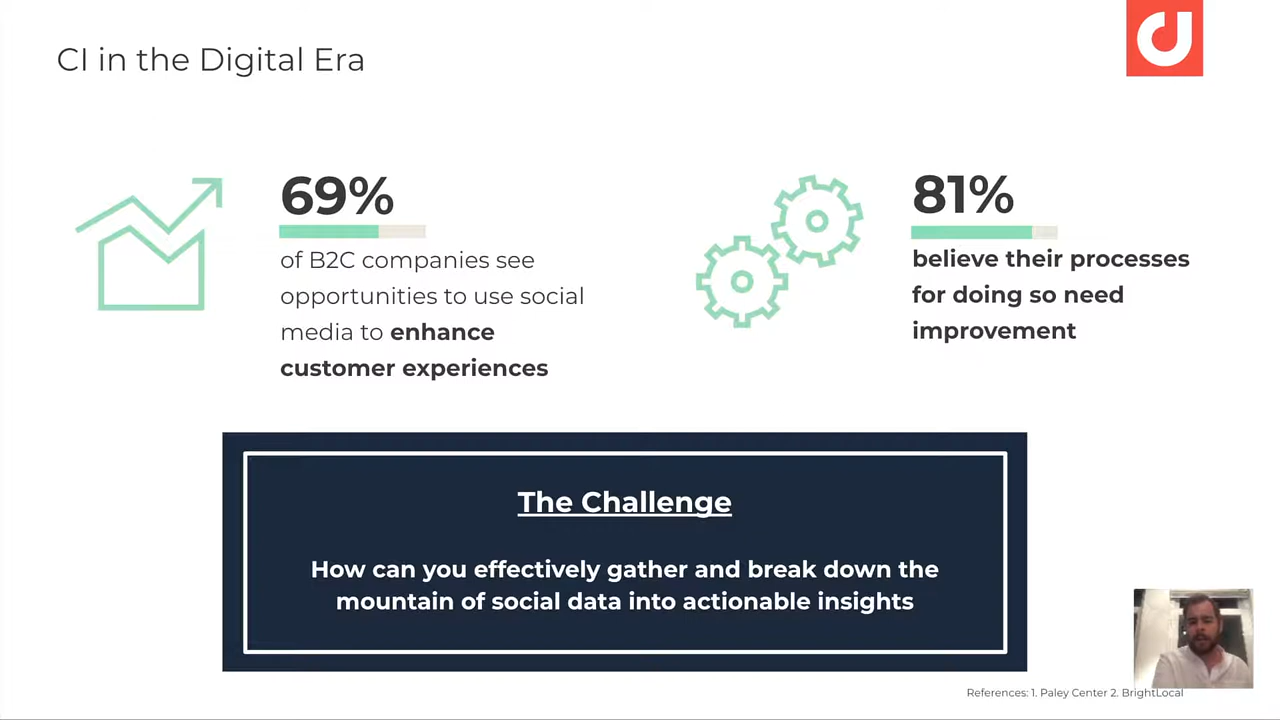 CI in the Digital Era
69%
of B2C companies see
opportunities to use social
media to enhance
customer experiences
81%
believe their processes
for doing so need
improvement
The Challenge
How can you effectively gather and break down the
mountain of social data into actionable insights
References: 1. Paley Center 2. BrightLocal